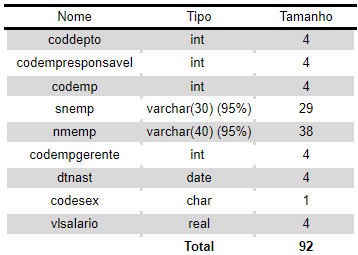 Nome Tipo Tamanho
coddepto int 4
codempresponsavel int 4
codemp int 4
snemp varchar(30) (95%) 29
nmemp varchar(40) (95%) 38
codempgerente int 4
dtnast date 4
codesex char 1
vlsalario real 4
Total 92